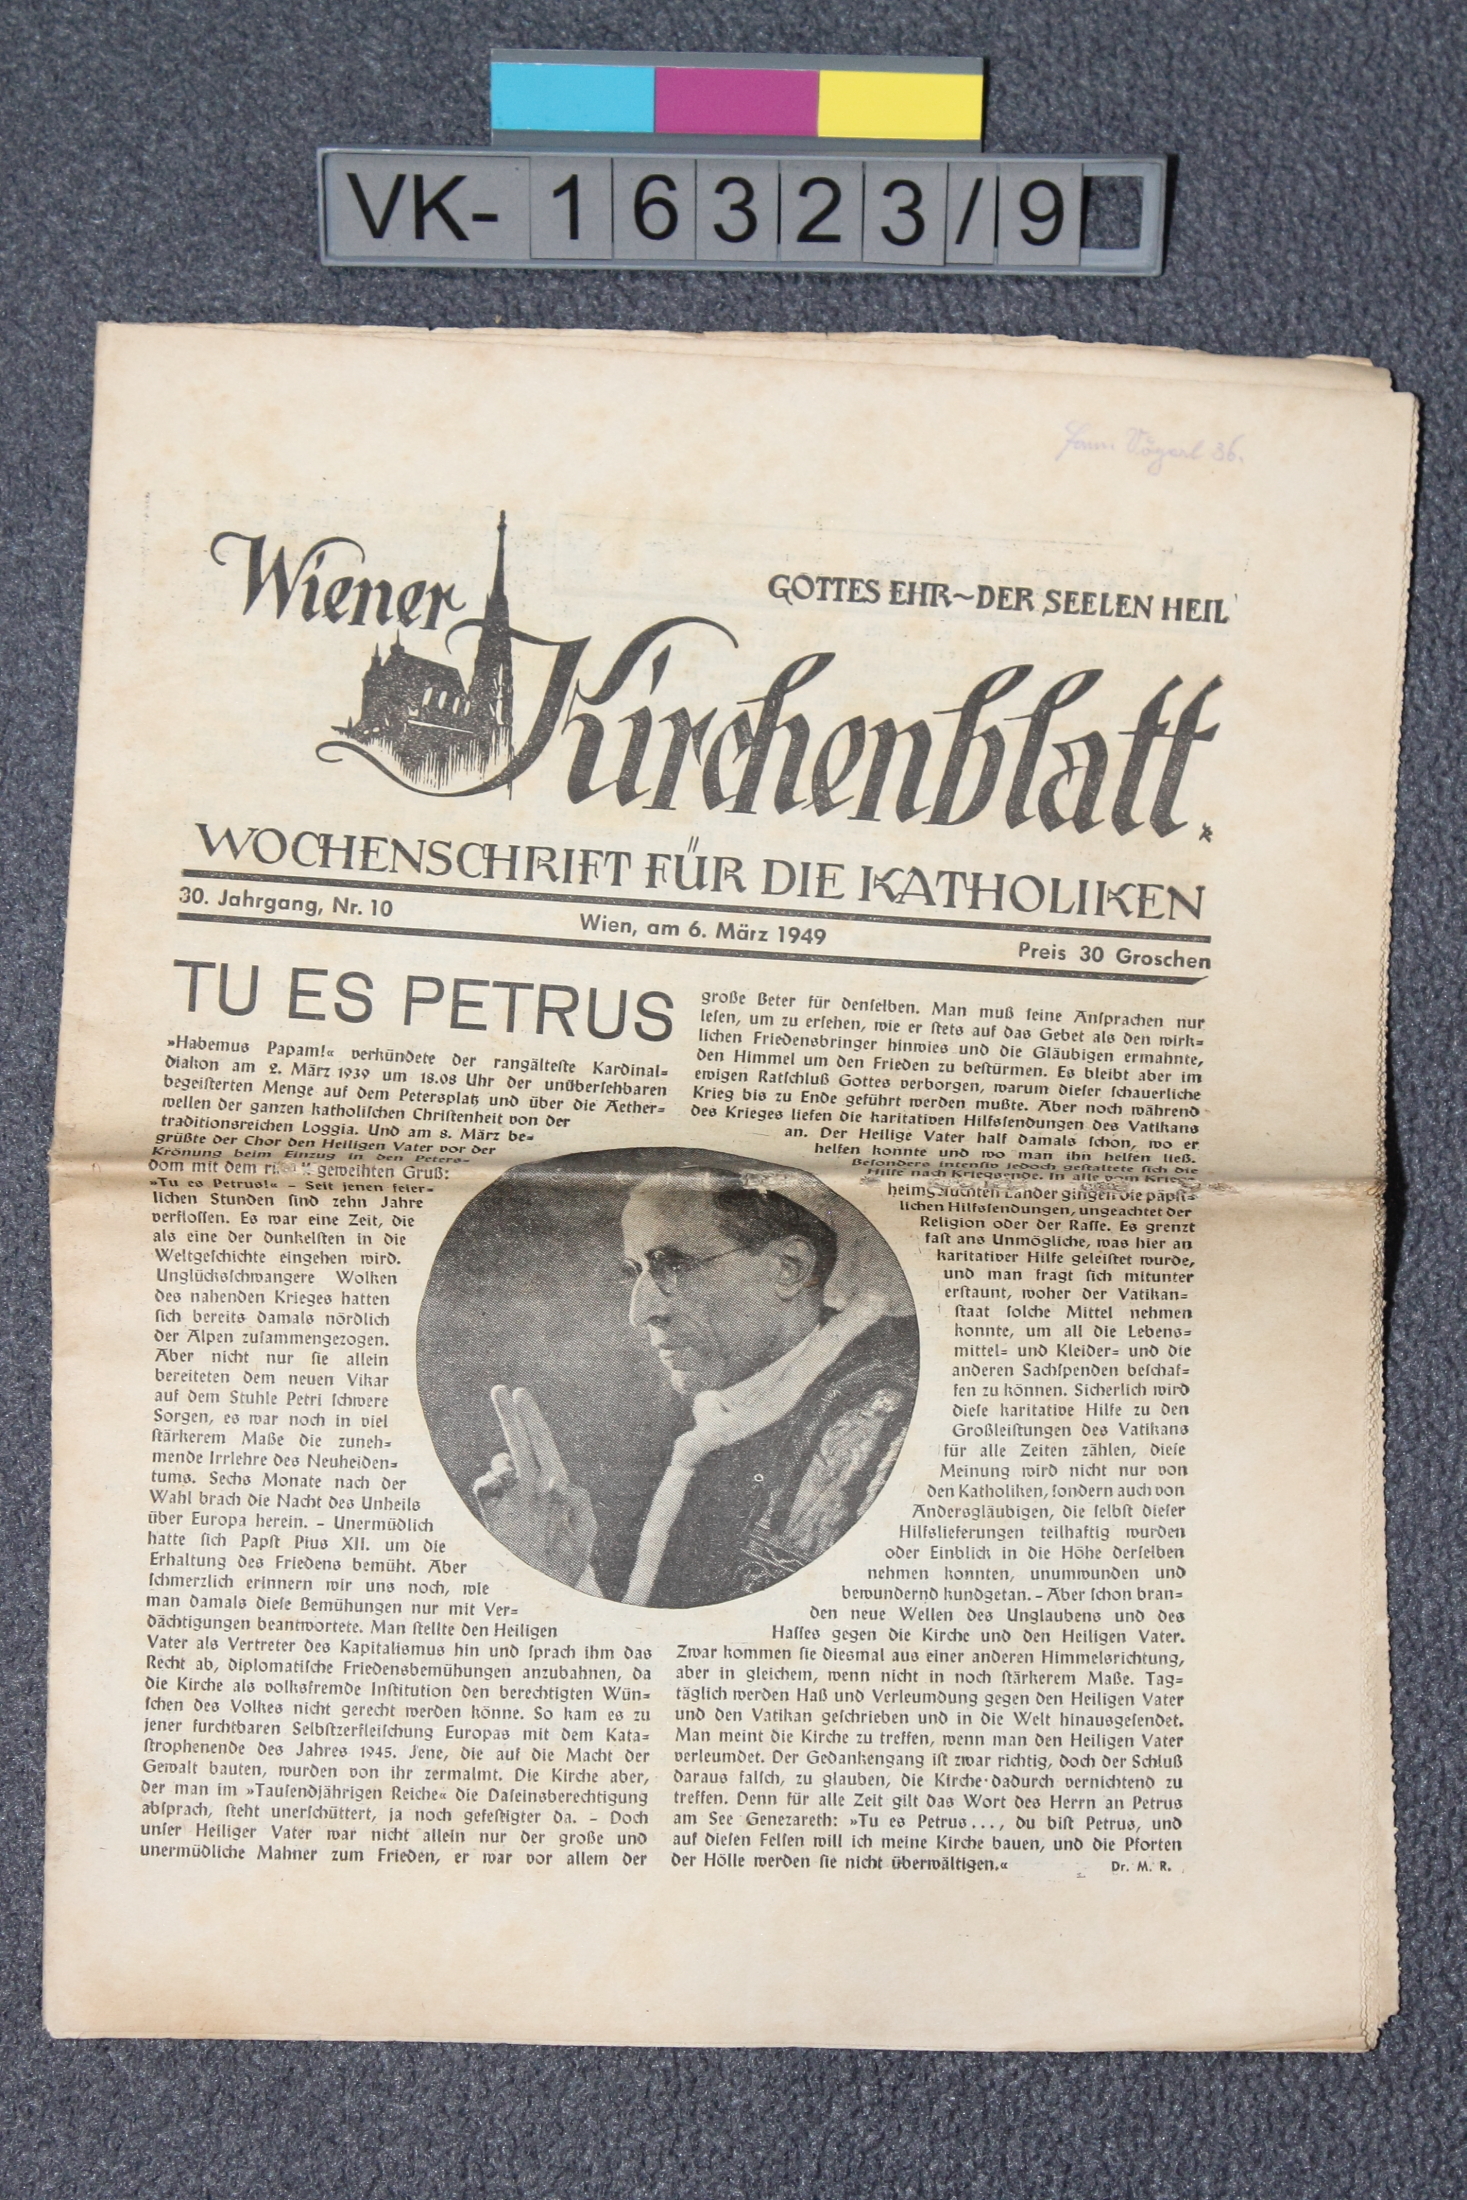 VK-16323/9
Wiener
GOTTES EHR~DER SEELEN HEIL
Kirchenblatt
WOCHENSCHRIFT FÜR DIE KATHOLIKEN
30. Jahrgang, Nr. 10
Wien, am 6. März 1949
Preis 30 Groschen
TU ES PETRUS
»Habemus Papam!« verkündete der rangälteste Kardinal=
diakon am 2. März 1939 um 18.08 Uhr der unübersehbaren
begeisterten Menge auf dem Petersplatz und über die Aether=
wellen der ganzen katholischen Christenheit von der
traditionsreichen Loggia. Und am 8. März be=
grüßte der Chor den Heiligen Vater vor der
Krönung beim Einzug in den Peters=
dom mit dem geweihten Gruß:
»Tu es Petrus!« – Seit jenen feier=
lichen Stunden sind zehn Jahre
verflossen. Es war eine Zeit, die
als eine der dunkelsten in die
Weltgeschichte eingehen wird.
Unglücksschwangere Wolken
des nahenden Krieges hatten
sich bereits damals nördlich
der Alpen zusammengezogen.
Aber nicht nur sie allein
bereiteten dem neuen Vikar
auf dem Stuhle Petri schwere
Sorgen, es war noch in viel
stärkerem Maße die zuneh=
mende Irrlehre des Neuheiden=
tums. Sechs Monate nach der
Wahl brach die Nacht des Unheils
über Europa herein. – Unermüdlich
hatte sich Papst Pius XII. um die
Erhaltung des Friedens bemüht. Aber
schmerzlich erinnern wir uns noch, wie
man damals diese Bemühungen nur mit Ver=
dächtigungen beantwortete. Man stellte den Heiligen
Vater als Vertreter des Kapitalismus hin und sprach ihm das
Recht ab, diplomatische Friedensbemühungen anzubahnen, da
die Kirche als volksfremde Institution den berechtigten Wün=
schen des Volkes nicht gerecht werden könne. So kam es zu
jener furchtbaren Selbstzerfleischung Europas mit dem Kata=
strophenende des Jahres 1945. Jene, die auf die Macht der
Gewalt bauten, wurden von ihr zermalmt. Die Kirche aber,
der man im »Tausendjährigen Reiche« die Daseinsberechtigung
absprach, steht unerschüttert, ja noch gefestigter da. – Doch
unser Heiliger Vater war nicht allein nur der große und
unermüdliche Mahner zum Frieden, er war vor allem der
große Beter für denselben. Man muß seine Ansprachen nur
lesen, um zu ersehen, wie er stets auf das Gebet als den wirk=
lichen Friedensbringer hinwies und die Gläubigen ermahnte,
den Himmel um den Frieden zu bestürmen. Es bleibt aber im
ewigen Ratschluß Gottes verborgen, warum dieser schauerliche
Krieg bis zu Ende geführt werden mußte. Aber noch während
des Krieges liefen die karitativen Hilfssendungen des Vatikans
an. Der Heilige Vater half damals schon, wo er
helfen konnte und wo man ihn helfen ließ.
Besonders intensiv jedoch gestaltete sich die
Hilfe nach Kriegsende. In alle vom Krieg
heimgesuchten Länder gingen die päpst=
lichen Hilfssendungen, ungeachtet der
Religion oder der Rasse. Es grenzt
fast ans Unmögliche, was hier an
karitativer Hilfe geleistet wurde,
und man fragt sich mitunter
erstaunt, woher der Vatikan=
staat solche Mittel nehmen
konnte, um all die Lebens=
mittel= und Kleider= und die
anderen Sachspenden beschaf=
fen zu können. Sicherlich wird
diese karitative Hilfe zu den
Großleistungen des Vatikans
für alle Zeiten zählen, diese
Meinung wird nicht nur von
den Katholiken, sondern auch von
Andersgläubigen, die selbst dieser
Hilfslieferungen teilhaftig wurden
oder Einblick in die Höhe derselben
nehmen konnten, unumwunden und
bewundernd kundgetan. – Aber schon bran=
den neue Wellen des Unglaubens und des
Hasses gegen die Kirche und den Heiligen Vater.
Zwar kommen sie diesmal aus einer anderen Himmelsrichtung,
aber in gleichem, wenn nicht in noch stärkerem Maße. Tag=
täglich werden Haß und Verleumdung gegen den Heiligen Vater
und den Vatikan geschrieben und in die Welt hinausgesendet.
Man meint die Kirche zu treffen, wenn man den Heiligen Vater
verleumdet. Der Gedankengang ist zwar richtig, doch der Schluß
daraus falsch, zu glauben, die Kirche dadurch vernichtend zu
treffen. Denn für alle Zeit gilt das Wort des Herrn an Petrus
am See Genezareth: »Tu es Petrus..., du bist Petrus, und
auf diesen Felsen will ich meine Kirche bauen, und die Pforten
der Hölle werden sie nicht überwältigen.«
Dr. M. R.